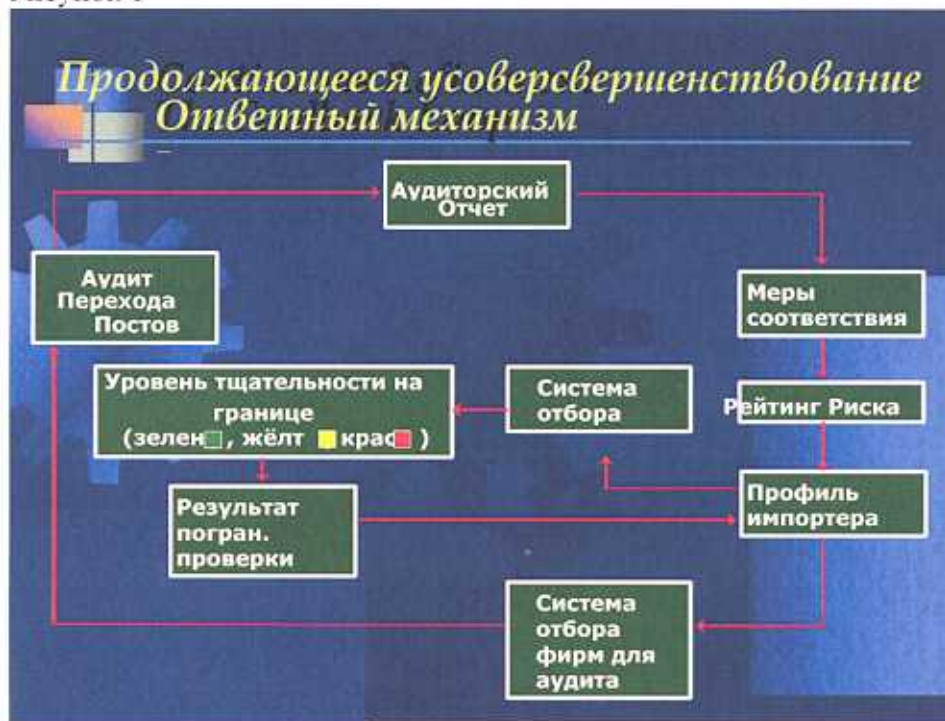 Продолжающееся усоверсвершенствование
Ответный механизм
Аудиторский
Отчет
Аудит
Перехода
Постов
Меры
соответствия
Уровень тщательности на
границе
(зелен , жёлт крас )
Система
отбора
Рейтинг Риска
Результат
погран.
проверки
Профиль
импортера
Система
отбора
фирм для
аудита